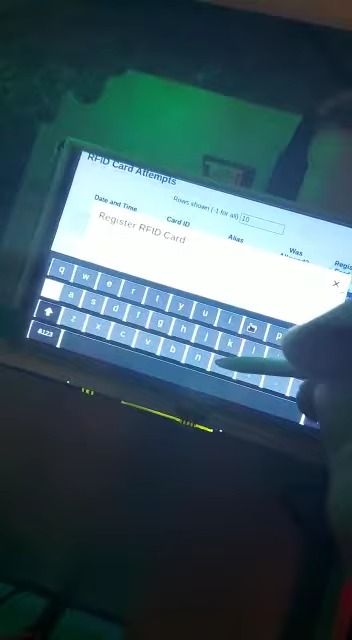 RFID Card Attempts
Rows shown (-1 for all) 10
Date and Time Card ID Alias Was
Register RFID Card
×
q w e r t y u i p
a s d f g h j k l
z x c v b n
a123